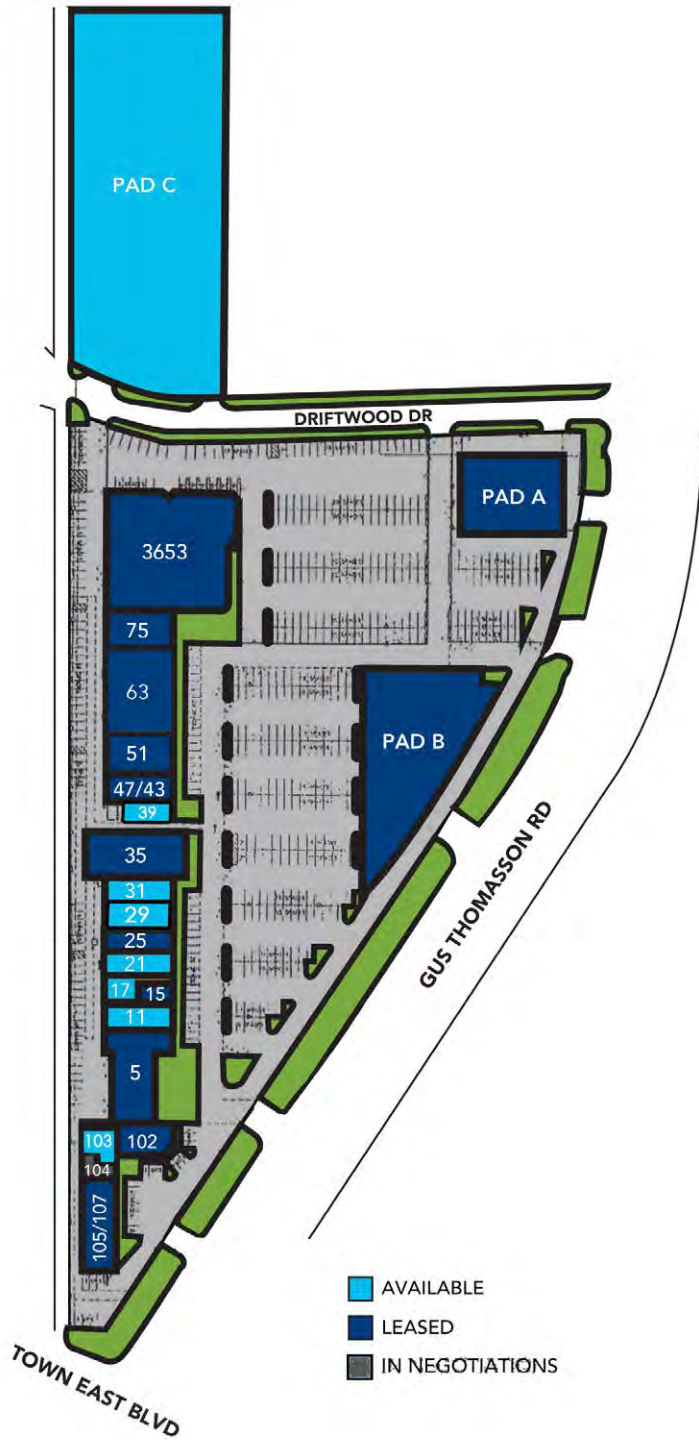 PAD C
DRIFTWOOD DR
PAD A
3653
75
63
PAD B
51
47/43
39
35
31
29
25
21
17
15
11
GUS THOMASSON RD
5
103
102
104
105/107
AVAILABLE
LEASED
IN NEGOTIATIONS
TOWN EAST BLVD